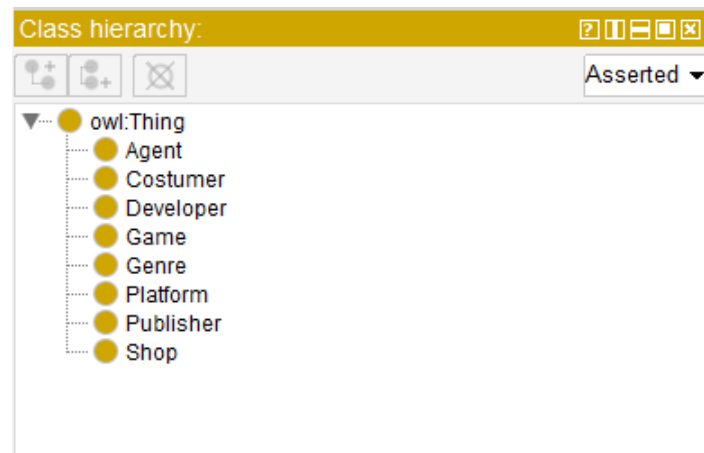 Class hierarchy:
Asserted
owl:Thing
Agent
Costumer
Developer
Game
Genre
Platform
Publisher
Shop